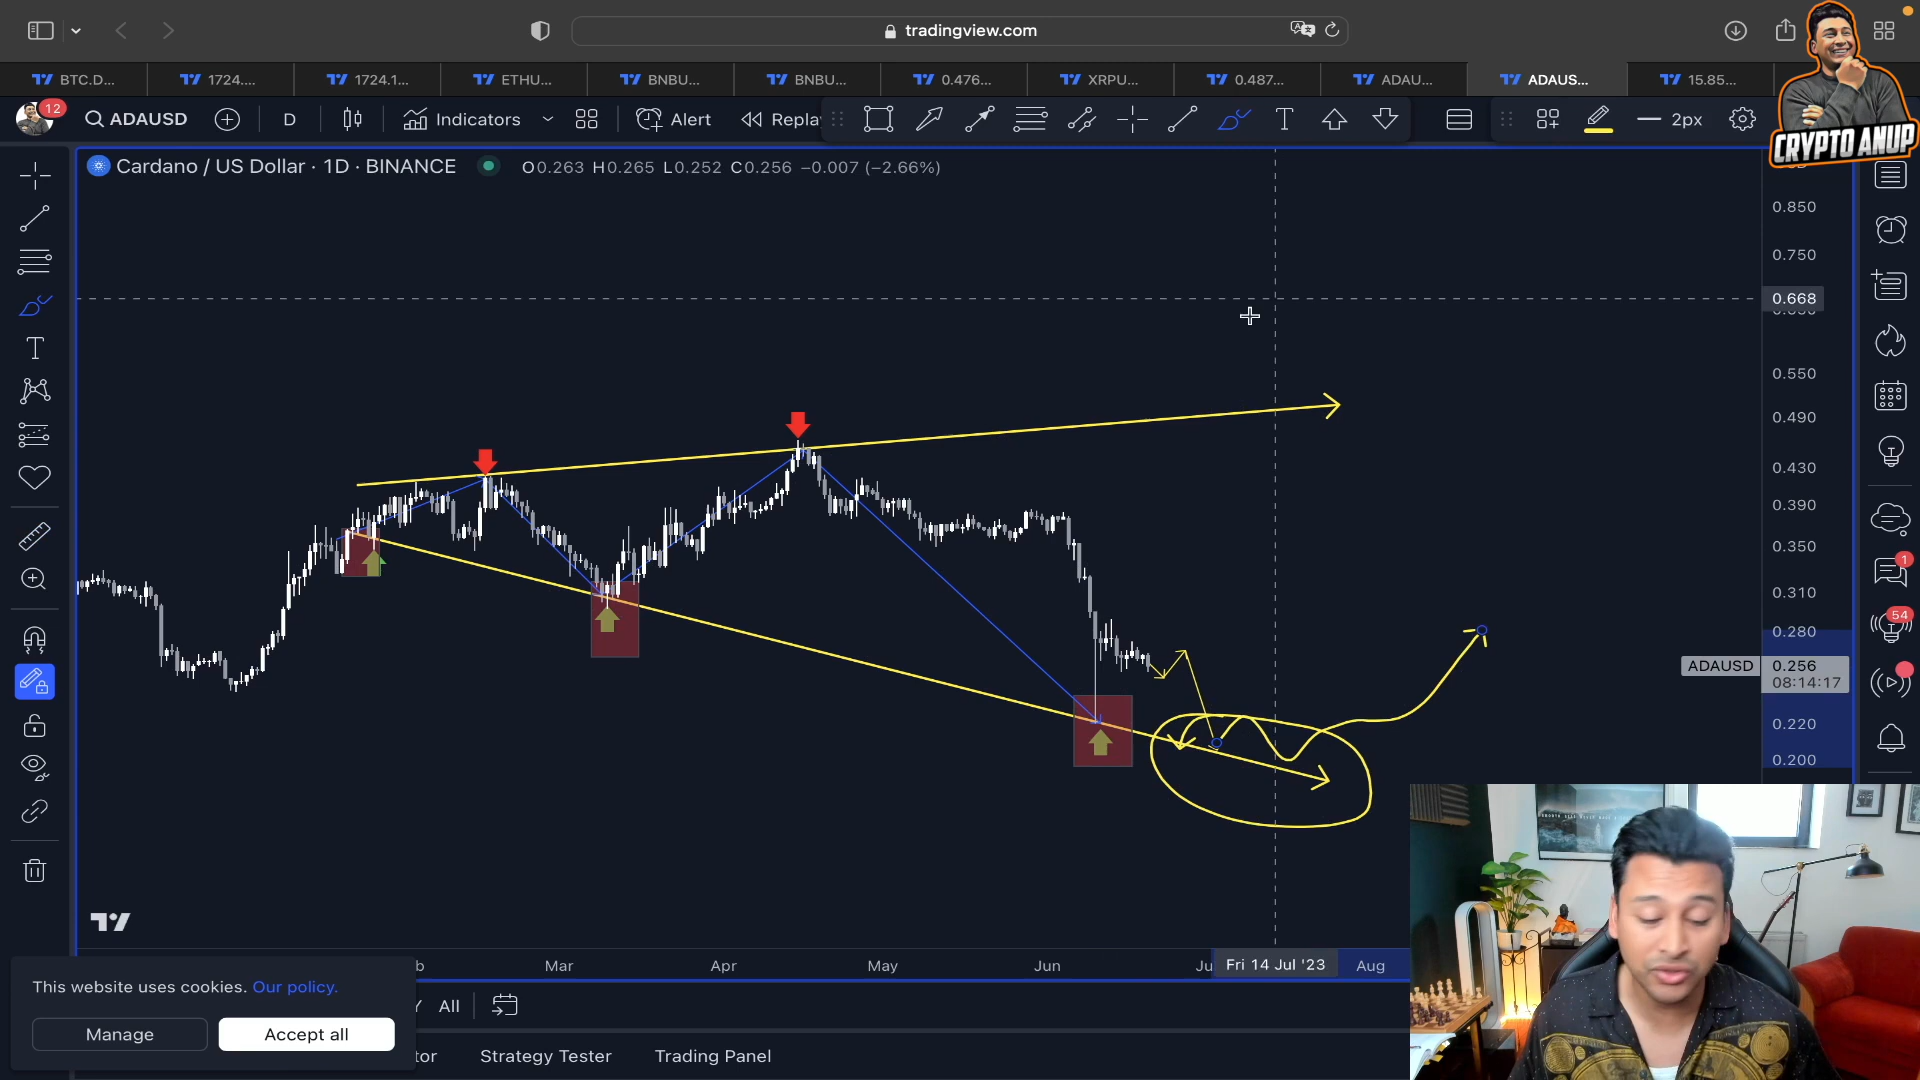 tradingview.com
BTC.D...
1724....
1724.1...
ETHU...
BNBU...
BNBU...
0.476...
XRPU...
0.487...
ADAU...
ADAUS...
15.85...
12
ADAUSD
D
Indicators
Alert
Repla
T
2px
CRYPTO ANUP
Cardano / US Dollar · 1D · BINANCE
O0.263 H0.265 L0.252 C0.256 −0.007 (−2.66%)
0.850
0.750
0.668
0.550
0.490
0.430
0.390
0.350
0.310
0.280
ADAUSD 0.256
08:14:17
0.220
0.200
1
54
b
Mar
Apr
May
Jun
Ju
Fri 14 Jul '23
Aug
This website uses cookies. Our policy.
Manage
Accept all
All
tor
Strategy Tester
Trading Panel